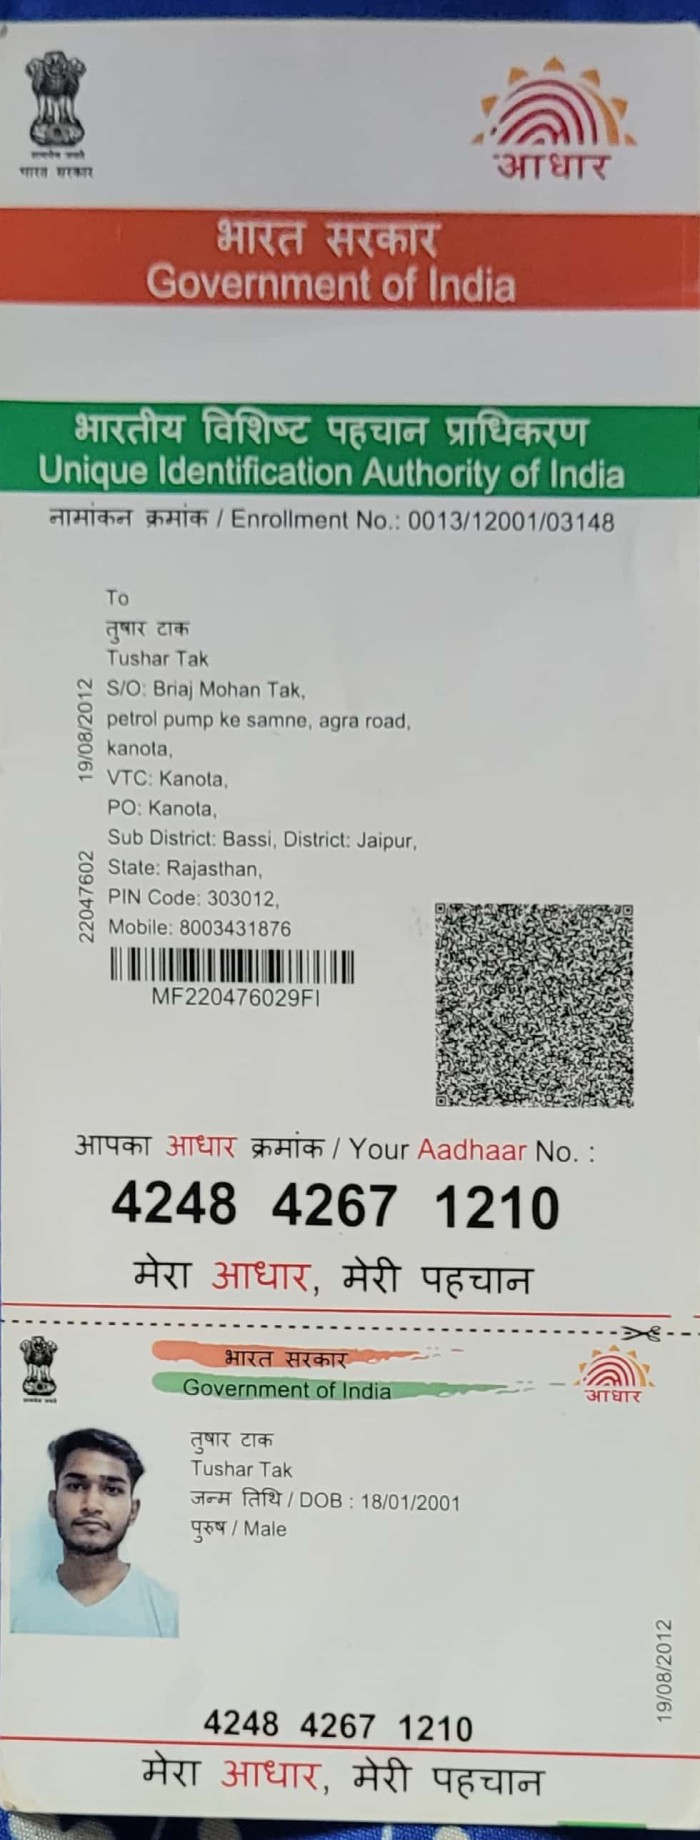 भारत सरकार
आधार
भारत सरकार
Government of India
भारतीय विशिष्ट पहचान प्राधिकरण
Unique Identification Authority of India
नामांकन क्रमांक / Enrollment No.: 0013/12001/03148
To
तुषार टाक
Tushar Tak
S/O: Briaj Mohan Tak,
petrol pump ke samne, agra road,
kanota,
VTC: Kanota,
PO: Kanota,
Sub District: Bassi, District: Jaipur,
State: Rajasthan,
PIN Code: 303012,
Mobile: 8003431876
19/08/2012
22047602
MF220476029FI
आपका आधार क्रमांक / Your Aadhaar No. :
4248 4267 1210
मेरा आधार, मेरी पहचान
भारत सरकार
Government of India
आधार
तुषार टाक
Tushar Tak
जन्म तिथि / DOB : 18/01/2001
पुरुष / Male
19/08/2012
4248 4267 1210
मेरा आधार, मेरी पहचान